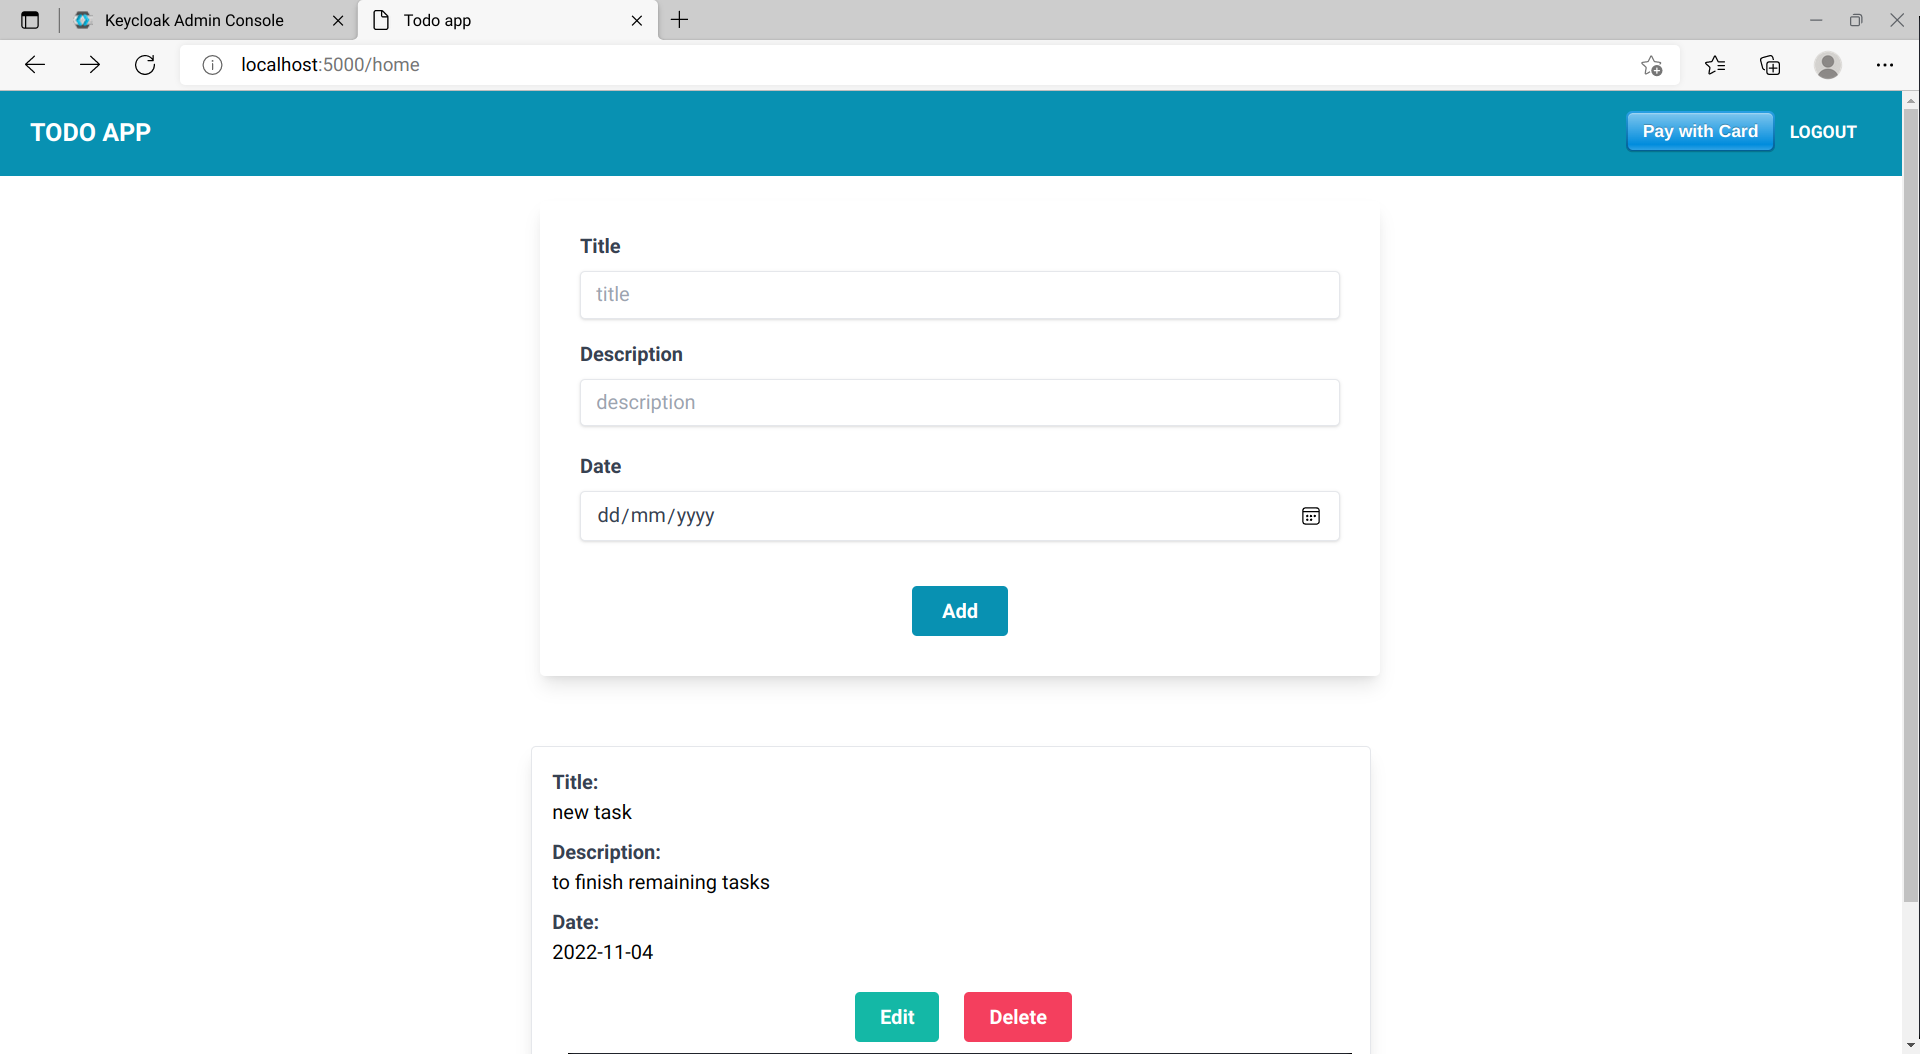 Keycloak Admin Console
Todo app
localhost:5000/home
TODO APP
Pay with Card
LOGOUT
Title
title
Description
description
Date
dd/mm/yyyy
Add
Title:
new task
Description:
to finish remaining tasks
Date:
2022-11-04
Edit
Delete